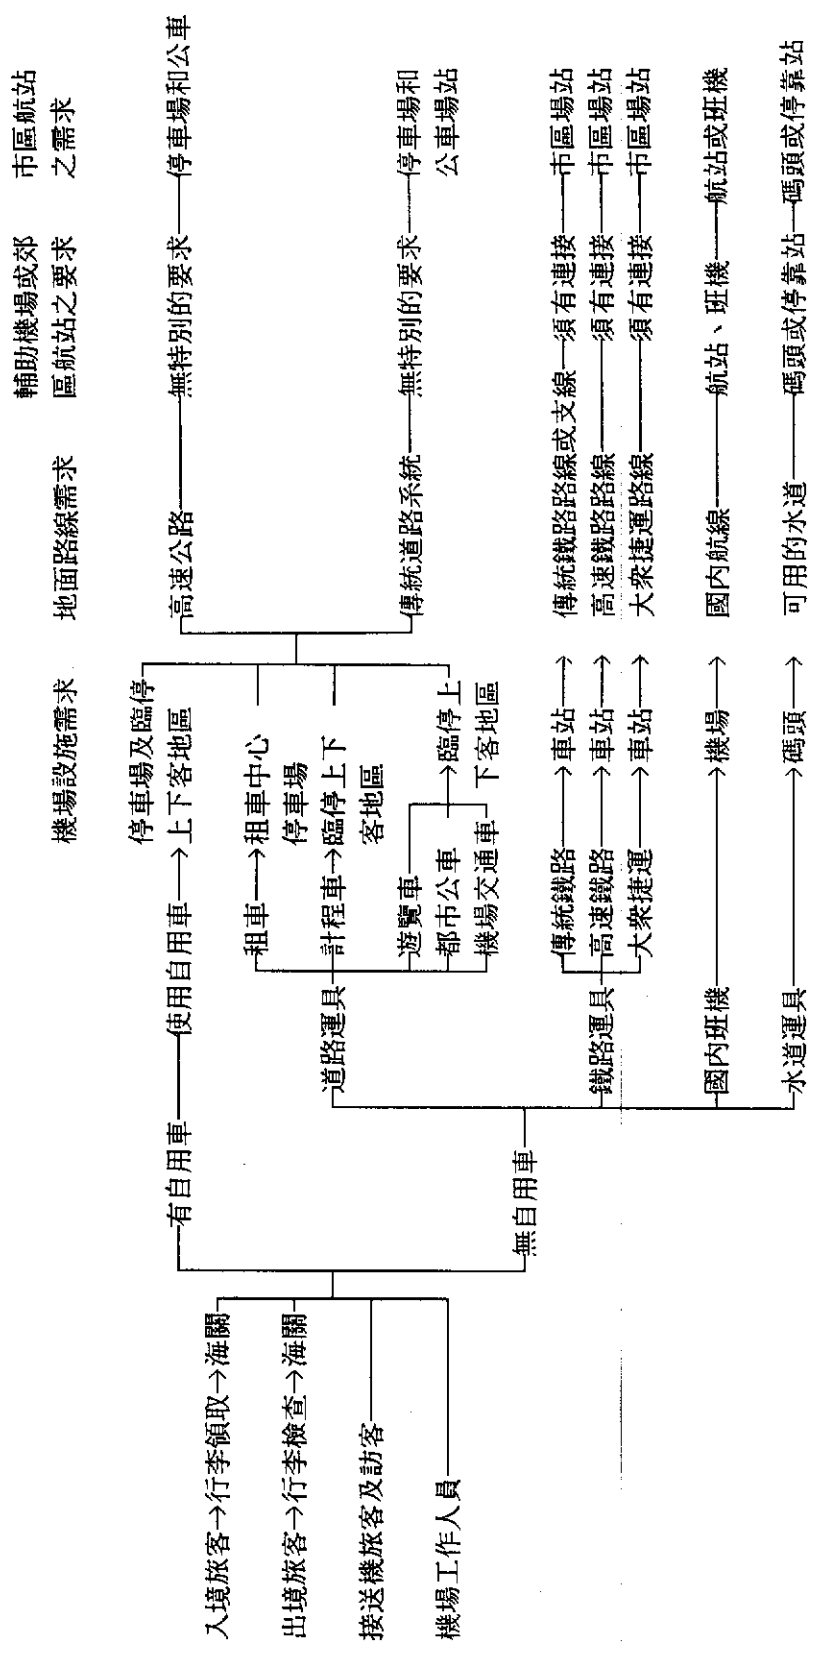 機場設施需求
地面路線需求
輔助機場或郊
區航站之要求
市區航站
之需求
入境旅客→行李領取→海關
出境旅客→行李檢查→海關
接送機旅客及訪客
機場工作人員
有自用車
使用自用車
停車場及臨停
上下客地區
無自用車
道路運具
租車
租車中心
停車場
計程車
臨停上下
客地區
遊覽車
都市公車
機場交通車
臨停上
下客地區
高速公路
無特別的要求
停車場和公車
傳統道路系統
無特別的要求
停車場和
公車場站
鐵路運具
傳統鐵路→車站→傳統鐵路路線或支線—須有連接—市區場站
高速鐵路→車站→高速鐵路路線—須有連接—市區場站
大衆捷運→車站→大衆捷運路線—須有連接—市區場站
國內班機→機場→國內航線—航站、班機—航站或班機
水道運具→碼頭→可用的水道—碼頭或停靠站—碼頭或停靠站